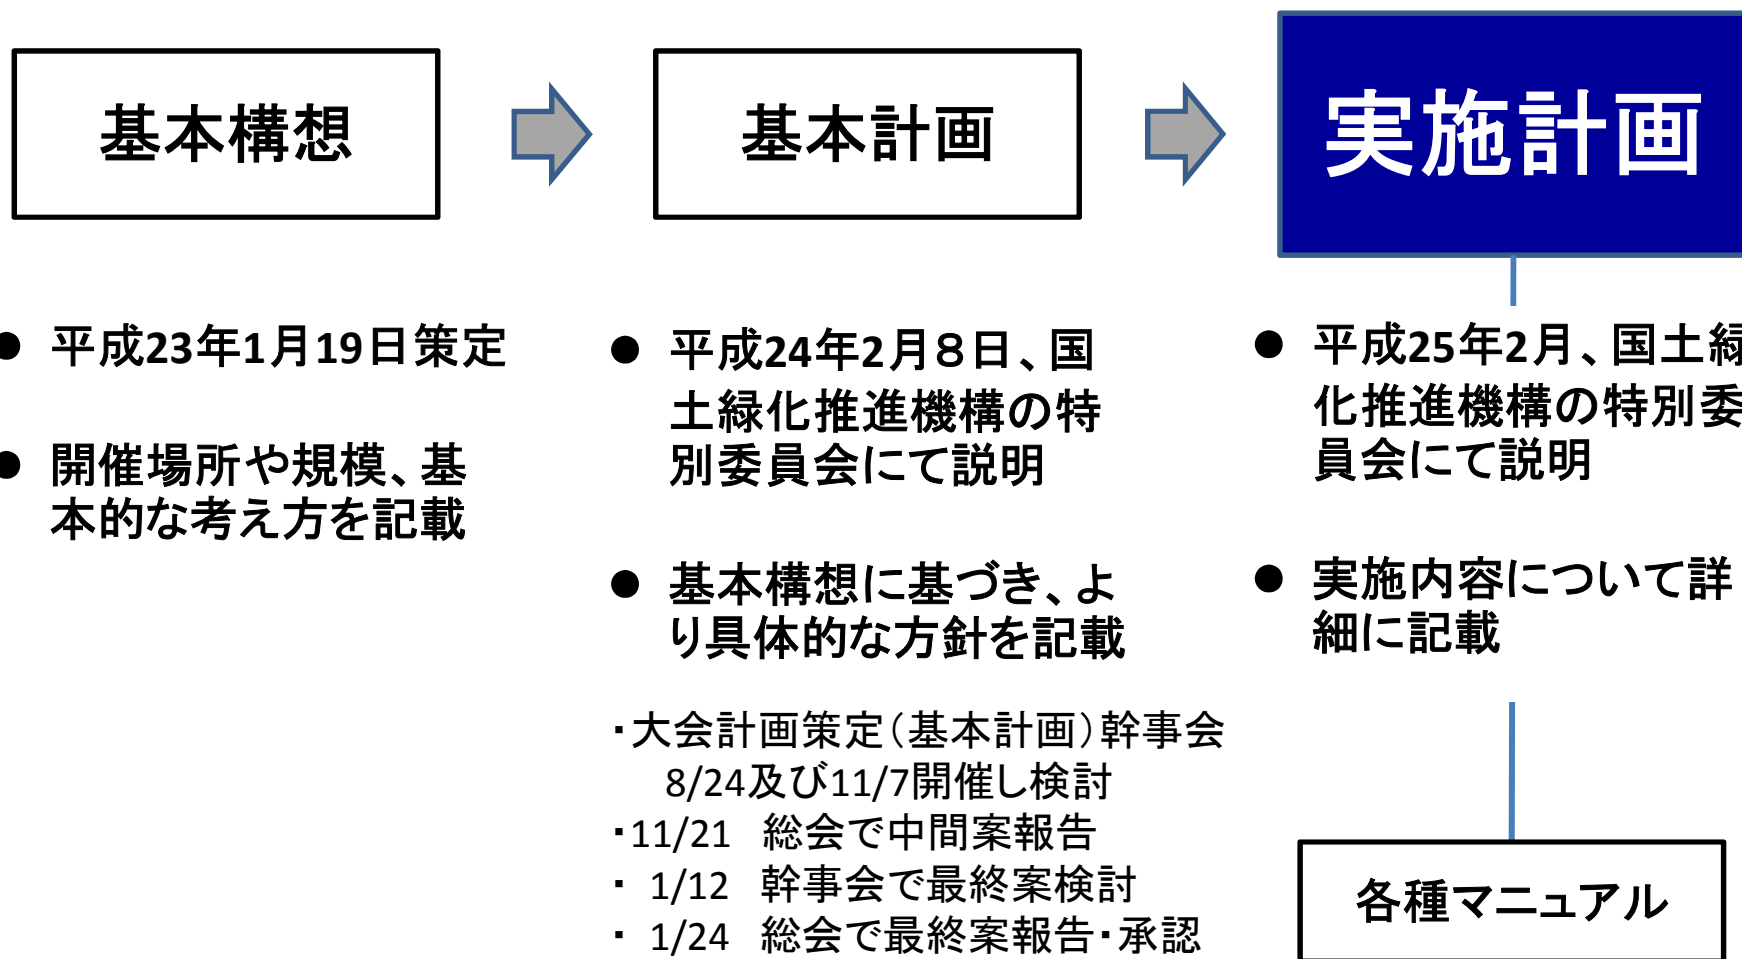 基本構想
基本計画
実施計画
● 平成23年1月19日策定
● 開催場所や規模、基
本的な考え方を記載
● 平成24年2月８日、国
土緑化推進機構の特
別委員会にて説明
● 基本構想に基づき、よ
り具体的な方針を記載
・大会計画策定（基本計画）幹事会
8/24及び11/7開催し検討
・11/21　総会で中間案報告
・ 1/12　幹事会で最終案検討
・ 1/24　総会で最終案報告・承認
● 平成25年2月、国土緑
化推進機構の特別委
員会にて説明
● 実施内容について詳
細に記載
各種マニュアル